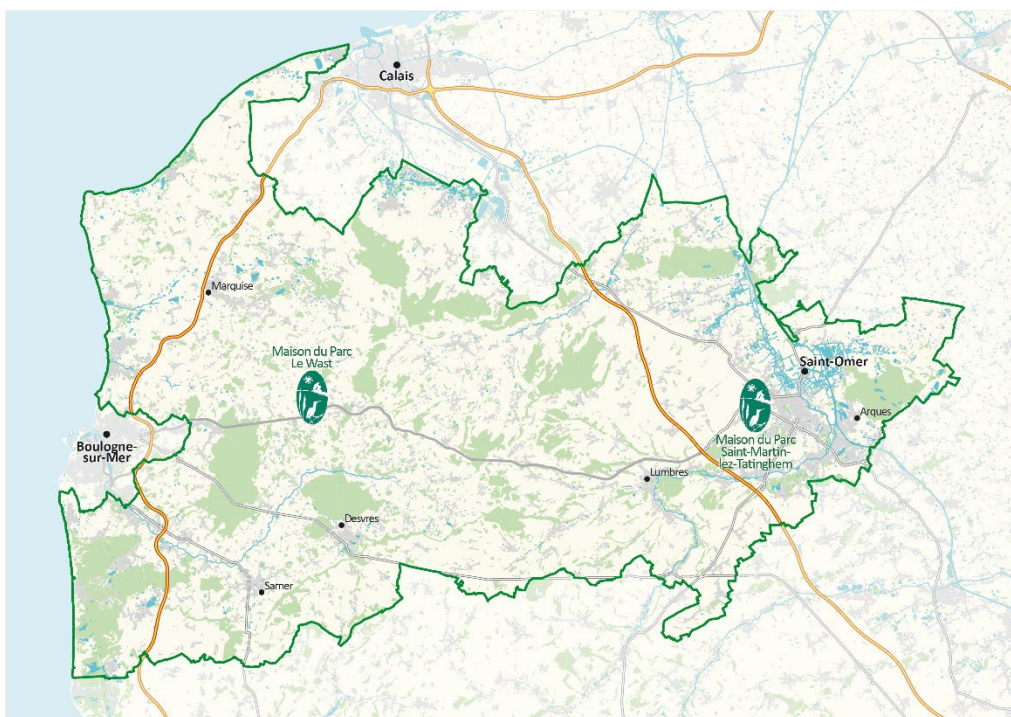 Calais
Marquise
Maison du Parc
Le Wast
Saint-Omer
Arques
Boulogne-
sur-Mer
Maison du Parc
Saint-Martin-
lez-Tatinghem
Lumbres
Desvres
Samer